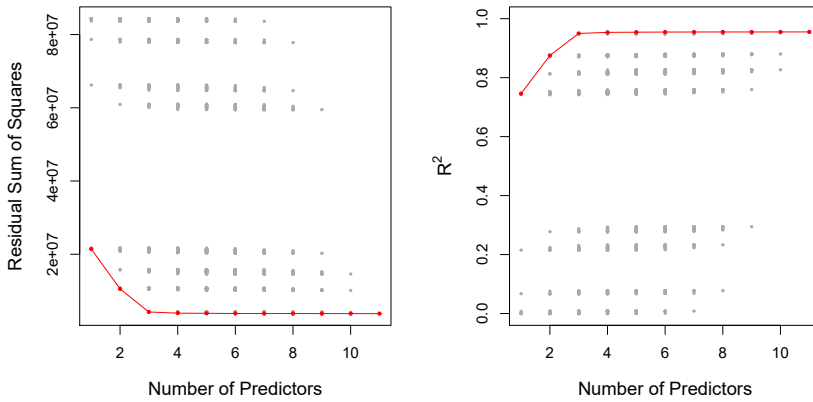 Residual Sum of Squares
8e+07
6e+07
4e+07
2e+07
2 4 6 8 10
Number of Predictors
R²
1.0
0.8
0.6
0.4
0.2
0.0
2 4 6 8 10
Number of Predictors